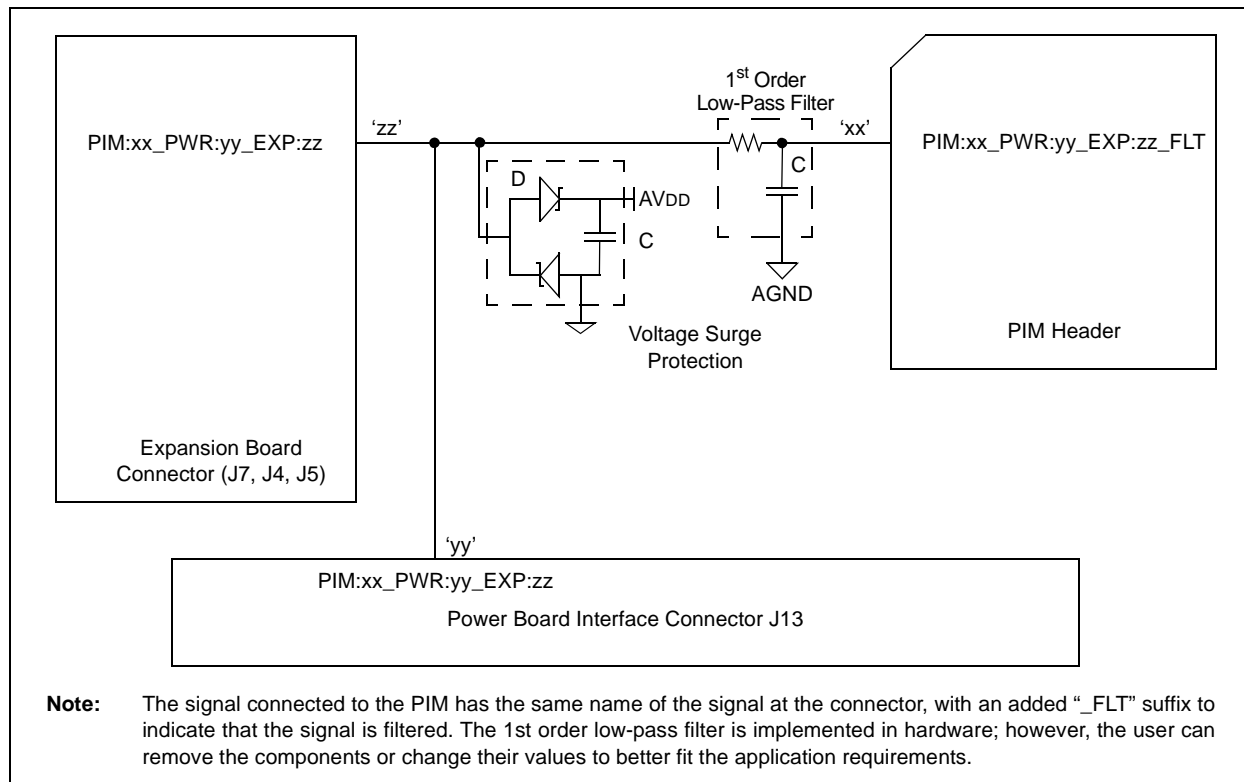 1st Order
Low-Pass Filter
PIM:xx_PWR:yy_EXP:zz
‘zz’
‘xx’
PIM:xx_PWR:yy_EXP:zz_FLT
D
C
AVDD
C
AGND
Voltage Surge
Protection
PIM Header
Expansion Board
Connector (J7, J4, J5)
‘yy’
PIM:xx_PWR:yy_EXP:zz
Power Board Interface Connector J13
Note: The signal connected to the PIM has the same name of the signal at the connector, with an added “_FLT” suffix to
indicate that the signal is filtered. The 1st order low-pass filter is implemented in hardware; however, the user can
remove the components or change their values to better fit the application requirements.